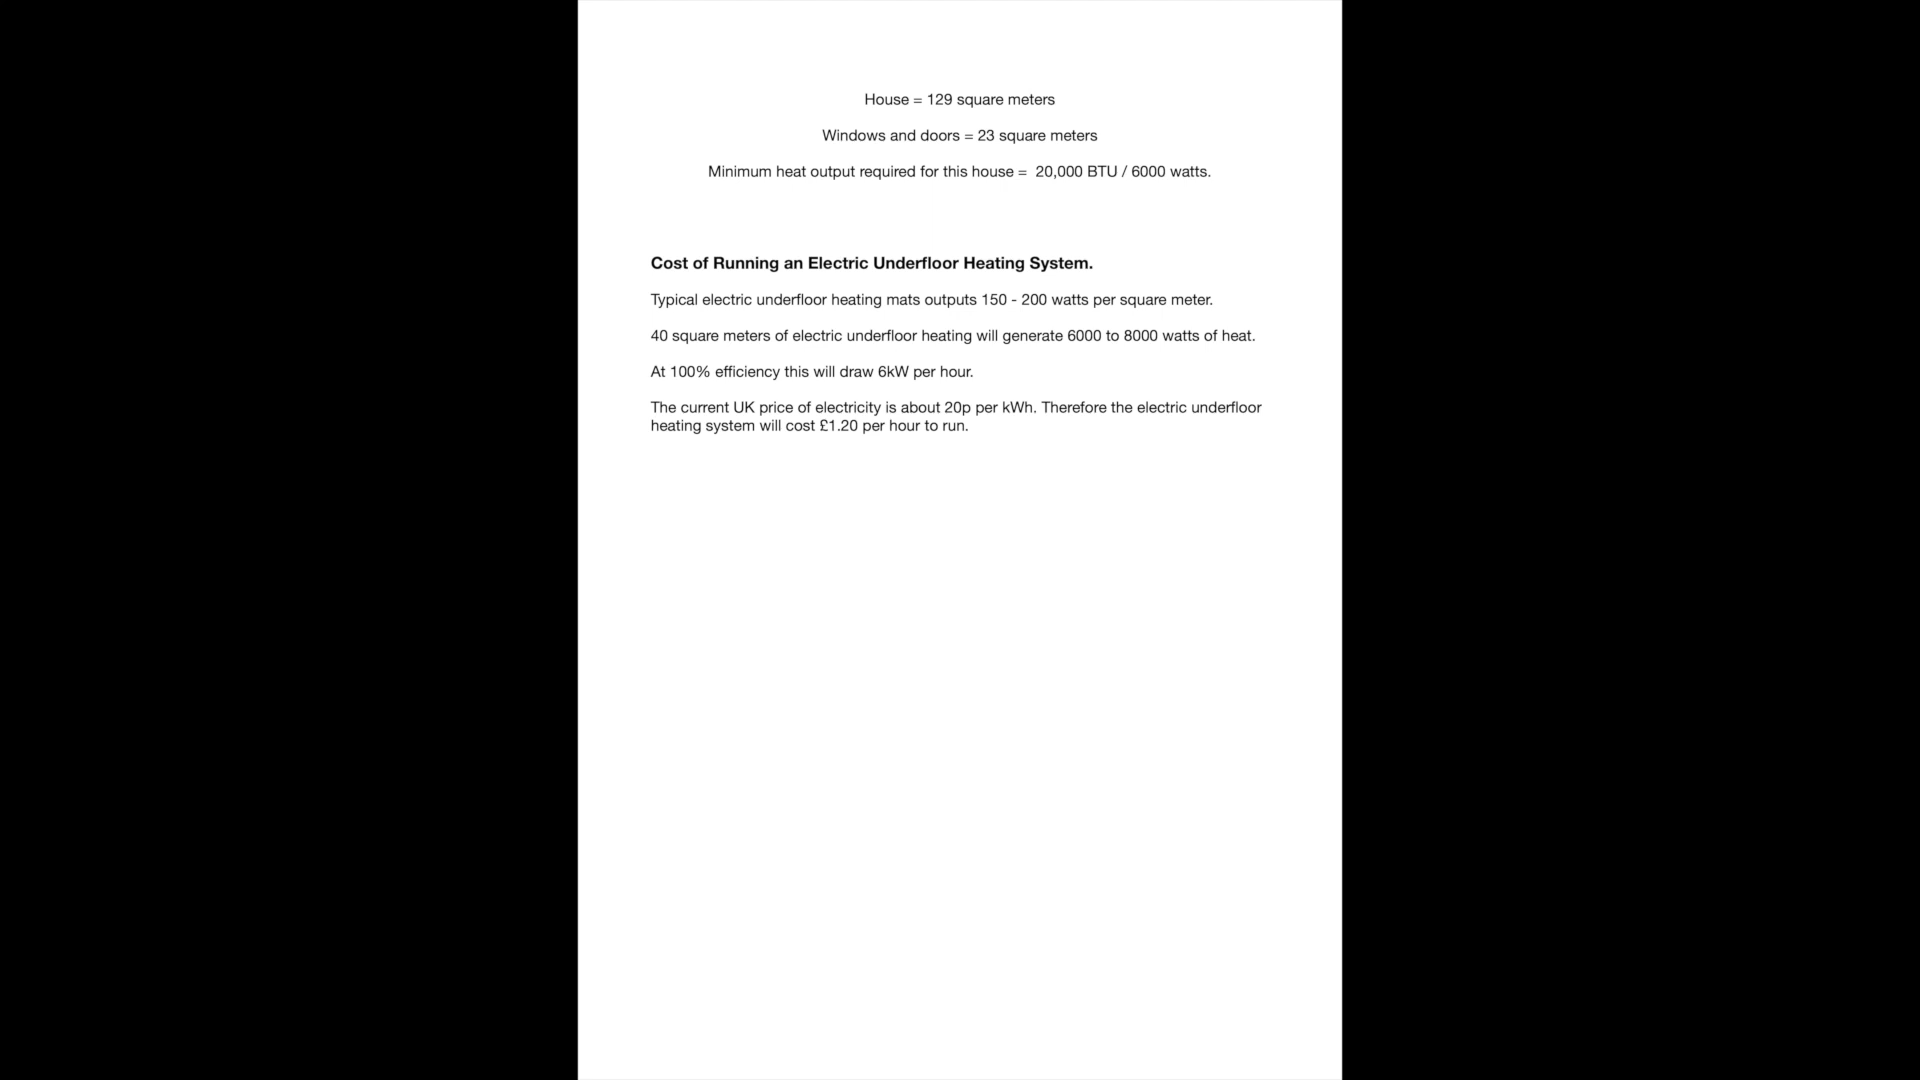 House = 129 square meters
Windows and doors = 23 square meters
Minimum heat output required for this house =  20,000 BTU / 6000 watts.
Cost of Running an Electric Underfloor Heating System.
Typical electric underfloor heating mats outputs 150 - 200 watts per square meter.
40 square meters of electric underfloor heating will generate 6000 to 8000 watts of heat.
At 100% efficiency this will draw 6kW per hour.
The current UK price of electricity is about 20p per kWh. Therefore the electric underfloor
heating system will cost £1.20 per hour to run.